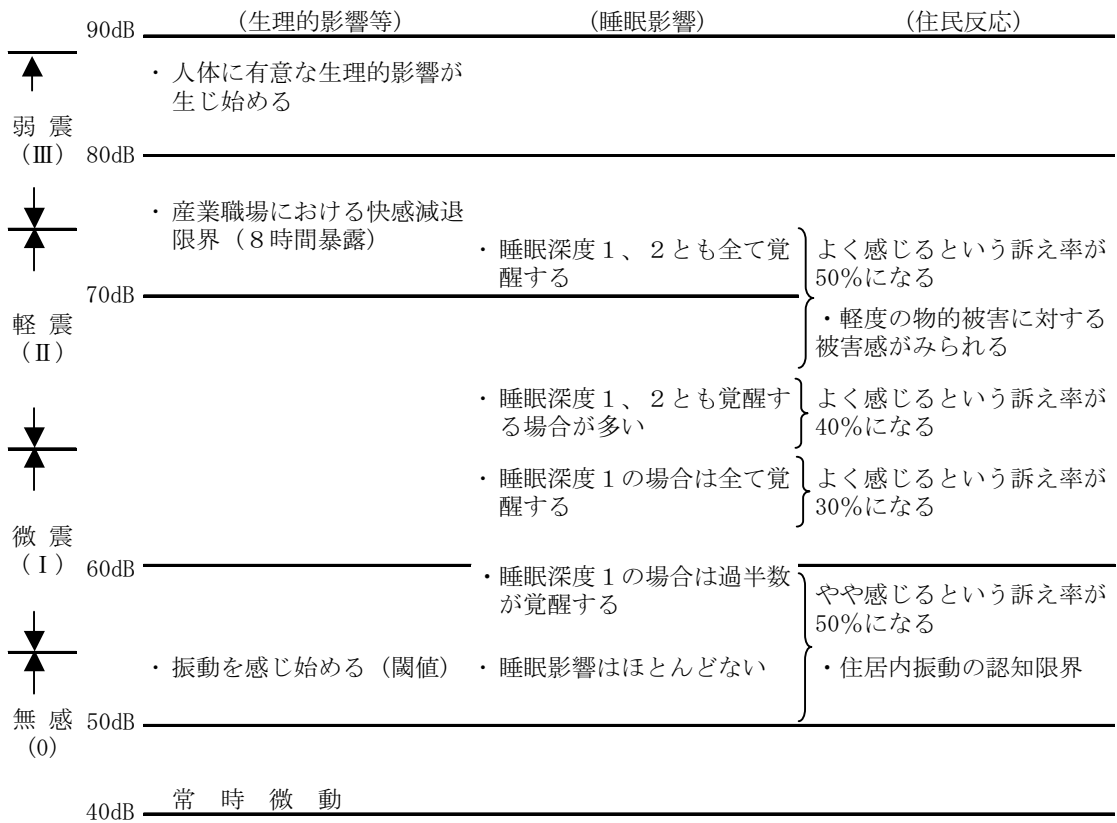 (生理的影響等)
(睡眠影響)
(住民反応)
90dB
・人体に有意な生理的影響が
生じ始める
弱 震
(Ⅲ)
80dB
・産業職場における快感減退
限界(８時間暴露)
・睡眠深度１、２とも全て覚
醒する
よく感じるという訴え率が
50%になる
70dB
・軽度の物的被害に対する
被害感がみられる
軽 震
(Ⅱ)
・睡眠深度１、２とも覚醒す
る場合が多い
よく感じるという訴え率が
40%になる
・睡眠深度１の場合は全て覚
醒する
よく感じるという訴え率が
30%になる
微 震
(Ⅰ)
60dB
・睡眠深度１の場合は過半数
が覚醒する
やや感じるという訴え率が
50%になる
・振動を感じ始める(閾値)
・睡眠影響はほとんどない
・住居内振動の認知限界
無 感
(0)
50dB
常 時 微 動
40dB